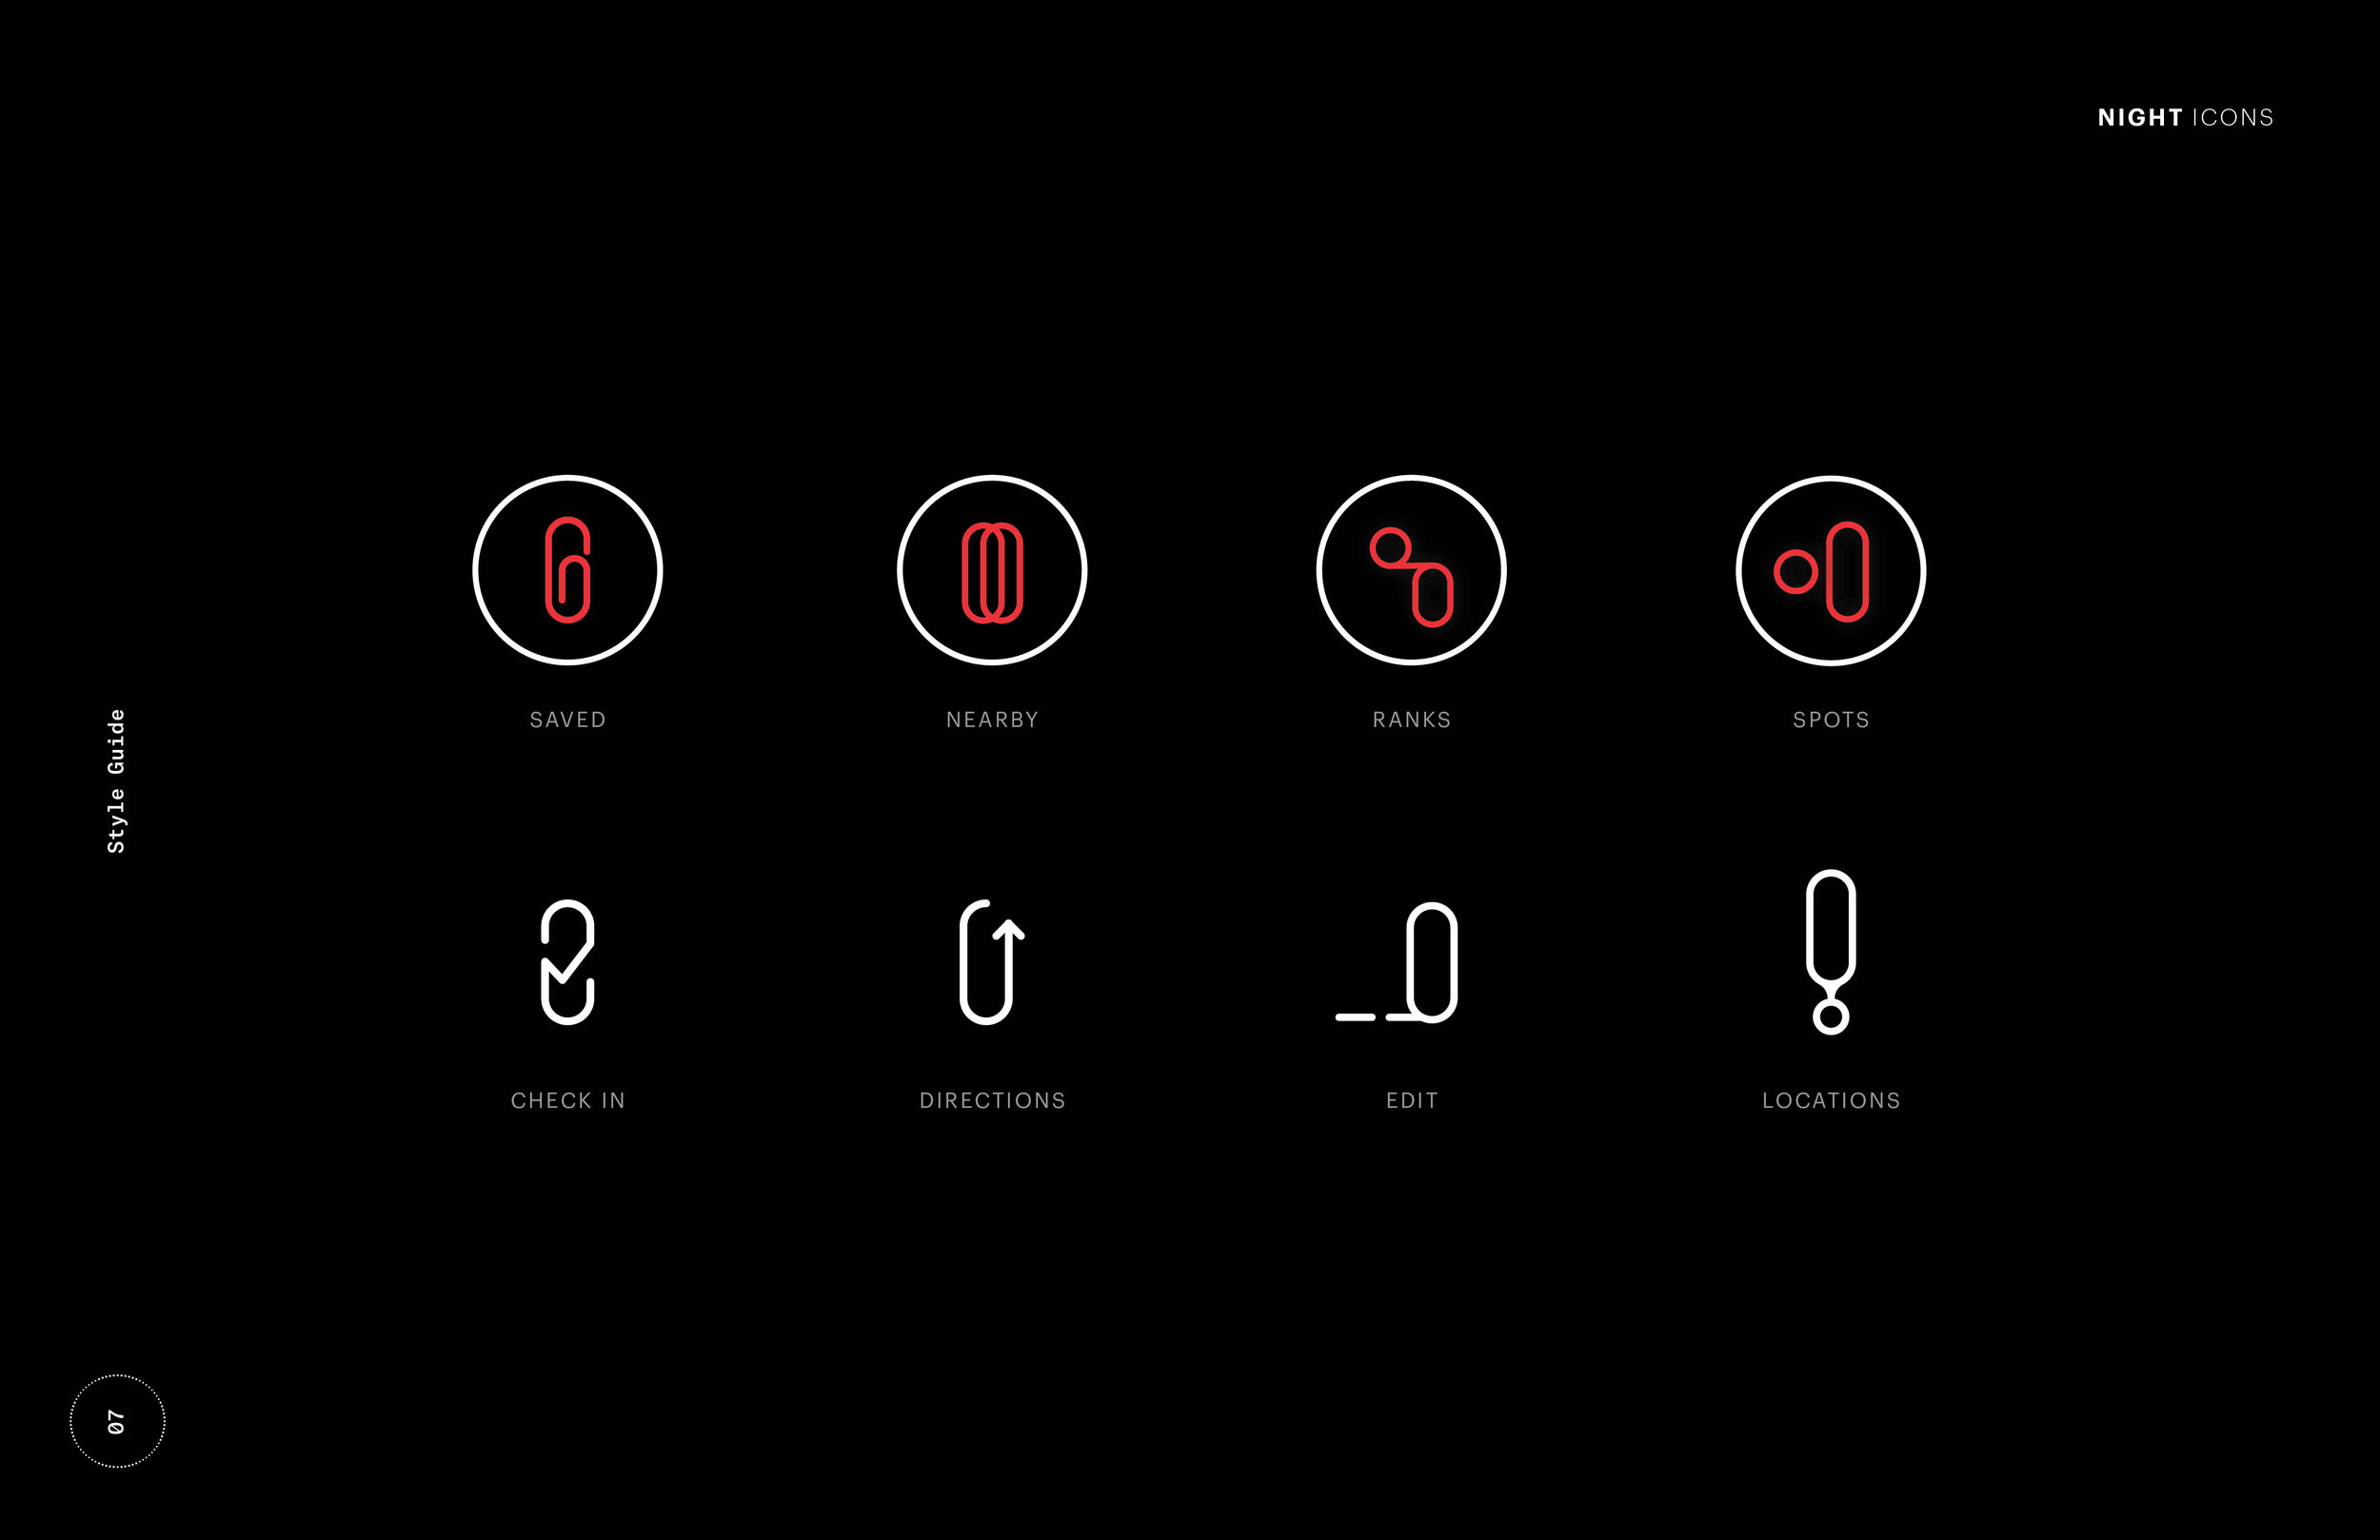 NIGHT ICONS
SAVED
NEARBY
RANKS
SPOTS
Style Guide
CHECK IN
DIRECTIONS
EDIT
LOCATIONS
07